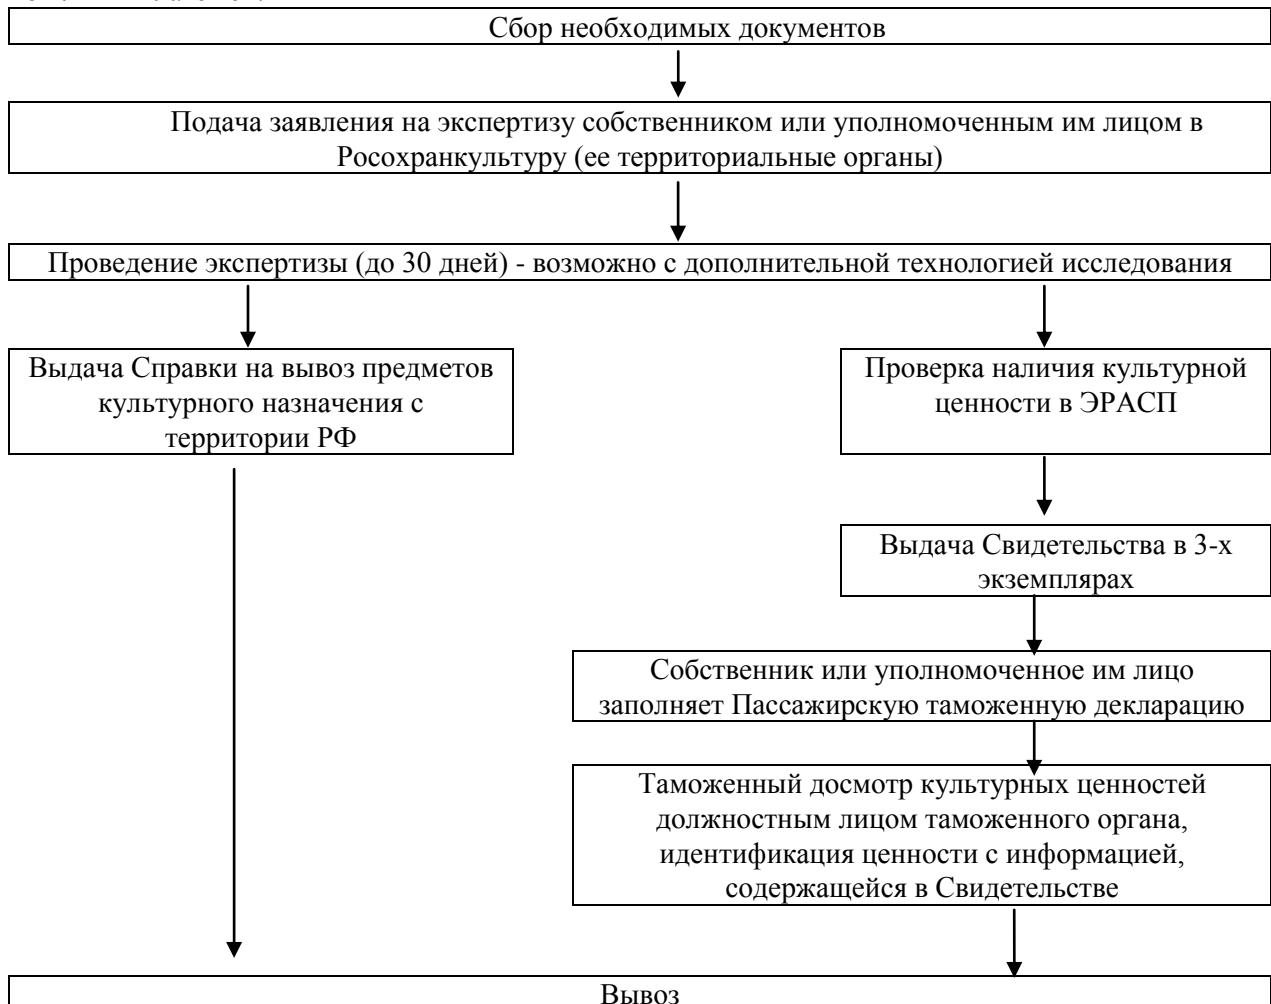 Сбор необходимых документов
Подача заявления на экспертизу собственником или уполномоченным им лицом в
Росохранкультуру (ее территориальные органы)
Проведение экспертизы (до 30 дней) - возможно с дополнительной технологией исследования
Выдача Справки на вывоз предметов
культурного назначения с
территории РФ
Проверка наличия культурной
ценности в ЭРАСП
Выдача Свидетельства в 3-х
экземплярах
Собственник или уполномоченное им лицо
заполняет Пассажирскую таможенную декларацию
Таможенный досмотр культурных ценностей
должностным лицом таможенного органа,
идентификация ценности с информацией,
содержащейся в Свидетельстве
Вывоз